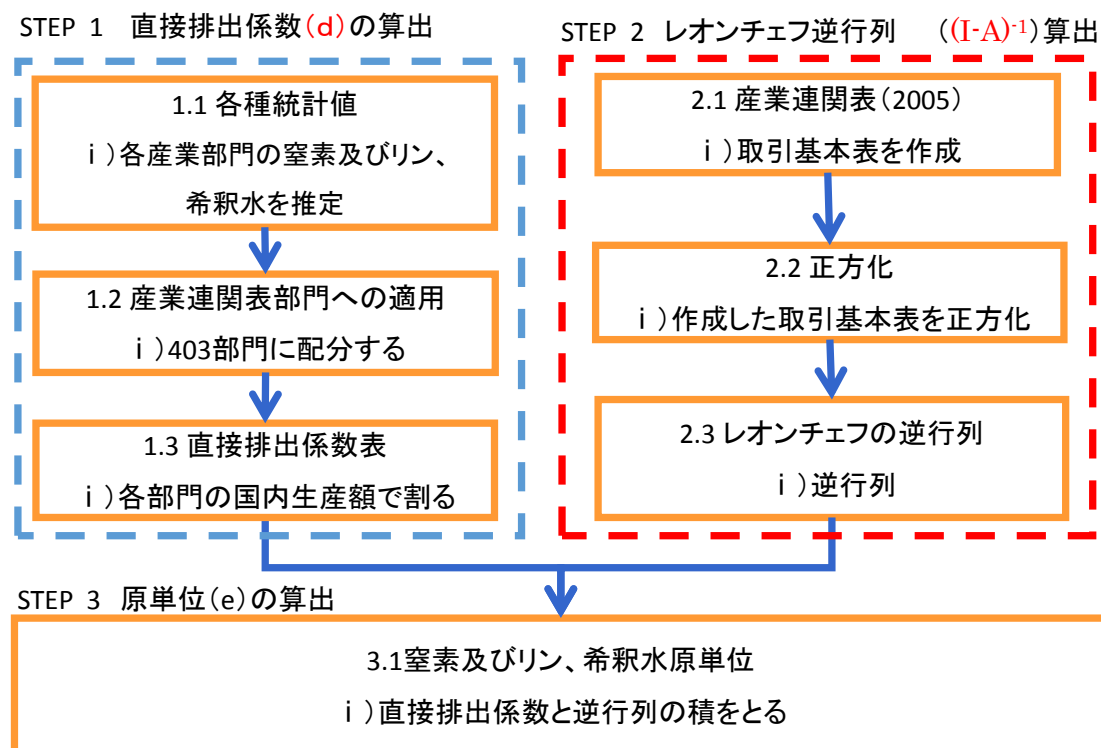 STEP 1 直接排出係数(d)の算出
1.1 各種統計値
ⅰ)各産業部門の窒素及びリン、
希釈水を推定
1.2 産業連関表部門への適用
ⅰ)403部門に配分する
1.3 直接排出係数表
ⅰ)各部門の国内生産額で割る
STEP 2 レオンチェフ逆行列 ((I-A)-1)算出
2.1 産業連関表(2005)
ⅰ)取引基本表を作成
2.2 正方化
ⅰ)作成した取引基本表を正方化
2.3 レオンチェフの逆行列
ⅰ)逆行列
STEP 3 原単位(e)の算出
3.1窒素及びリン、希釈水原単位
ⅰ)直接排出係数と逆行列の積をとる